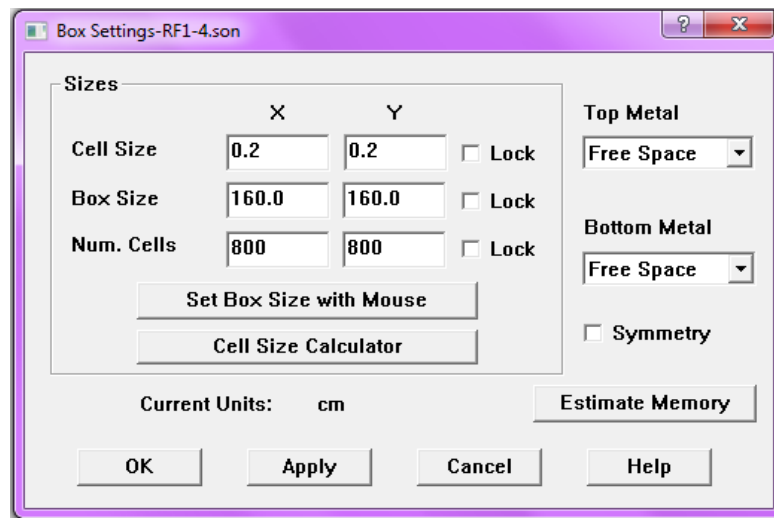 Box Settings-RF1-4.son
?
X
Sizes
X Y
Cell Size 0.2 0.2 Lock
Box Size 160.0 160.0 Lock
Num. Cells 800 800 Lock
Set Box Size with Mouse
Cell Size Calculator
Top Metal
Free Space
Bottom Metal
Free Space
Symmetry
Current Units: cm
Estimate Memory
OK Apply Cancel Help